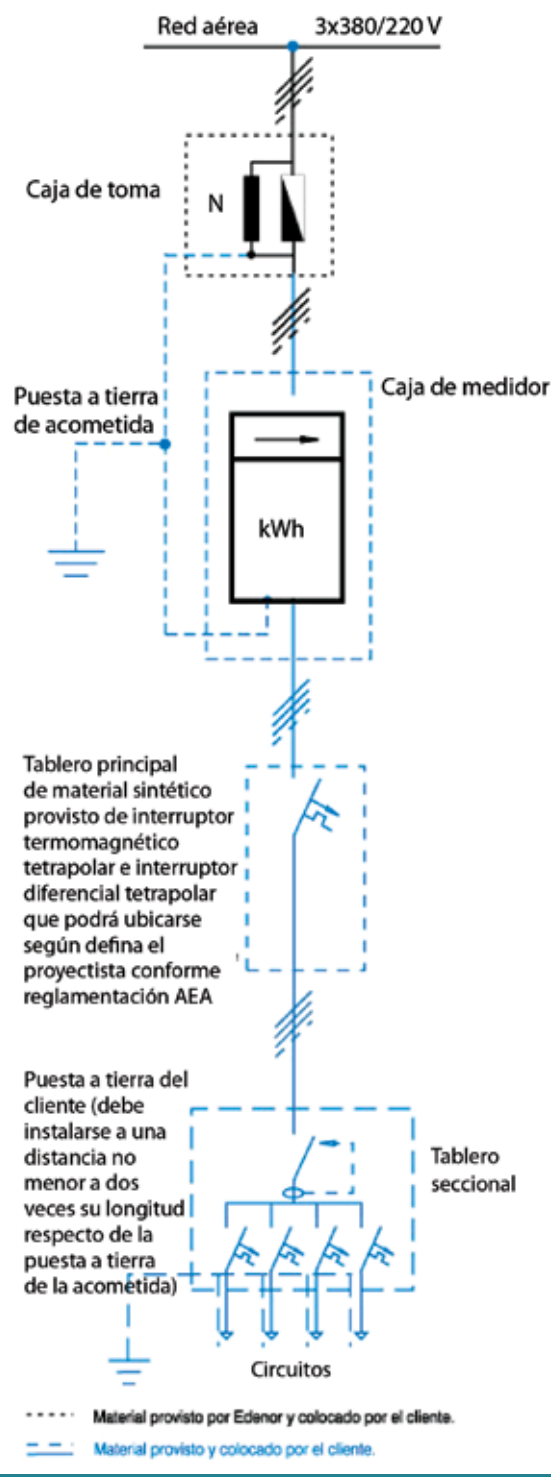 Red aérea 3x380/220 V
Caja de toma
N
Puesta a tierra
de acometida
Caja de medidor
kWh
Tablero principal
de material sintético
provisto de interruptor
termomagnético
tetrapolar e interruptor
diferencial tetrapolar
que podrá ubicarse
según defina el
proyectista conforme
reglamentación AEA
Puesta a tierra del
cliente (debe
instalarse a una
distancia no
menor a dos
veces su longitud
respecto de la
puesta a tierra
de la acometida)
Tablero
seccional
Circuitos
Material provisto por Edenor y colocado por el cliente.
Material provisto y colocado por el cliente.